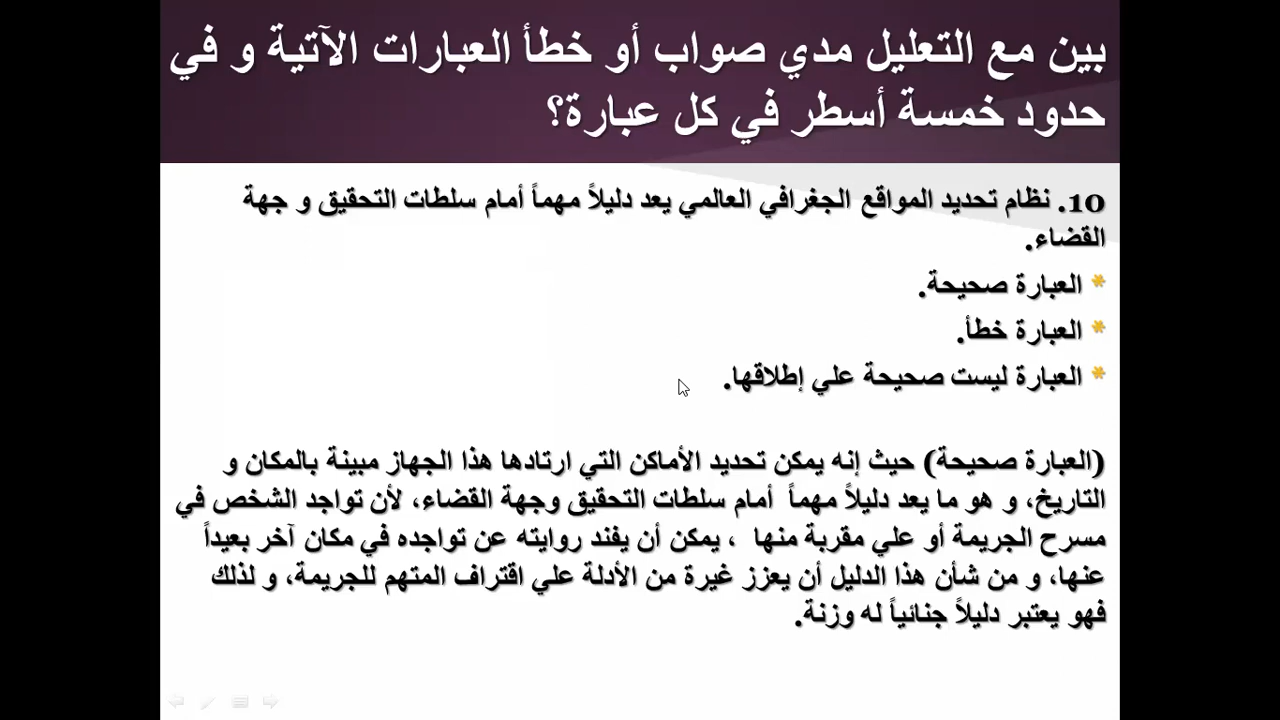 بين مع التعليل مدي صواب أو خطأ العبارات الآتية و في
حدود خمسة أسطر في كل عبارة؟
10. نظام تحديد المواقع الجغرافي العالمي يعد دليلاً مهماً أمام سلطات التحقيق و جهة
القضاء.
* العبارة صحيحة.
* العبارة خطأ.
* العبارة ليست صحيحة علي إطلاقها.
(العبارة صحيحة) حيث إنه يمكن تحديد الأماكن التي ارتادها هذا الجهاز مبينة بالمكان و
التاريخ، و هو ما يعد دليلاً مهماً أمام سلطات التحقيق وجهة القضاء، لأن تواجد الشخص في
مسرح الجريمة أو علي مقربة منها ، يمكن أن يفند روايته عن تواجده في مكان آخر بعيداً
عنها، و من شأن هذا الدليل أن يعزز غيرة من الأدلة علي اقتراف المتهم للجريمة، و لذلك
فهو يعتبر دليلاً جنائياً له وزنة.